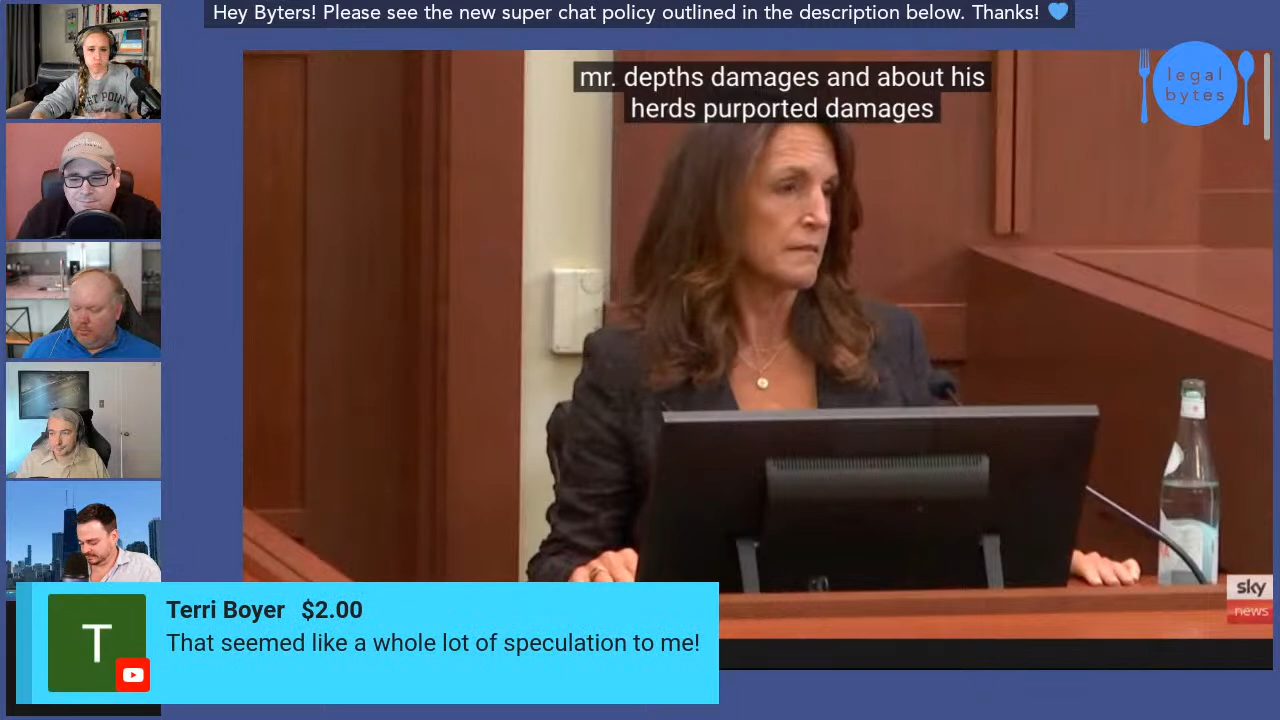 Hey Byters! Please see the new super chat policy outlined in the description below. Thanks! 💙
legal
bytes
mr. depths damages and about his
herds purported damages
sky
news
T
Terri Boyer $2.00
That seemed like a whole lot of speculation to me!